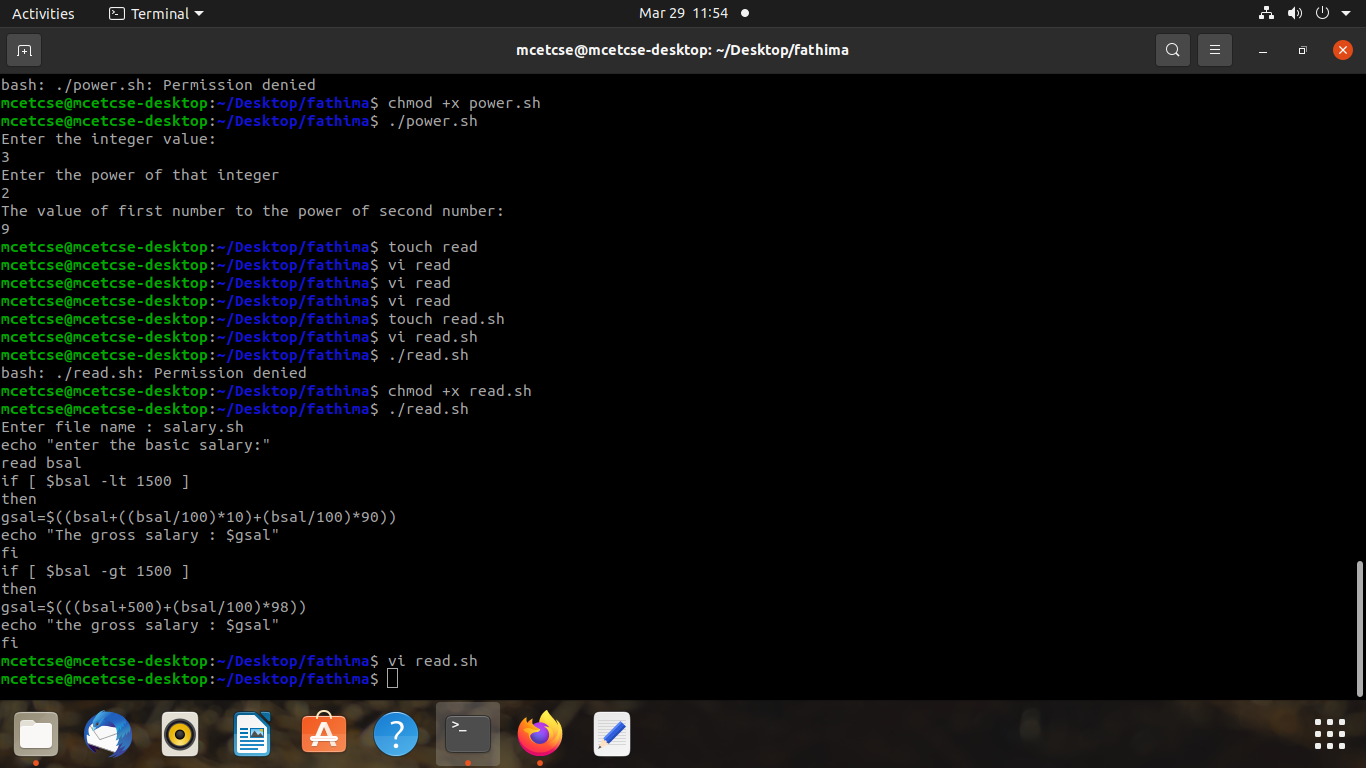 Activities
Terminal
Mar 29 11:54
mcetcse@mcetcse-desktop: ~/Desktop/fathima
bash: ./power.sh: Permission denied
mcetcse@mcetcse-desktop:~/Desktop/fathima$ chmod +x power.sh
mcetcse@mcetcse-desktop:~/Desktop/fathima$ ./power.sh
Enter the integer value:
3
Enter the power of that integer
2
The value of first number to the power of second number:
9
mcetcse@mcetcse-desktop:~/Desktop/fathima$ touch read
mcetcse@mcetcse-desktop:~/Desktop/fathima$ vi read
mcetcse@mcetcse-desktop:~/Desktop/fathima$ vi read
mcetcse@mcetcse-desktop:~/Desktop/fathima$ vi read
mcetcse@mcetcse-desktop:~/Desktop/fathima$ touch read.sh
mcetcse@mcetcse-desktop:~/Desktop/fathima$ vi read.sh
mcetcse@mcetcse-desktop:~/Desktop/fathima$ ./read.sh
bash: ./read.sh: Permission denied
mcetcse@mcetcse-desktop:~/Desktop/fathima$ chmod +x read.sh
mcetcse@mcetcse-desktop:~/Desktop/fathima$ ./read.sh
Enter file name : salary.sh
echo "enter the basic salary:"
read bsal
if [ $bsal -lt 1500 ]
then
gsal=$((bsal+((bsal/100)*10)+(bsal/100)*90))
echo "The gross salary : $gsal"
fi
if [ $bsal -gt 1500 ]
then
gsal=$(((bsal+500)+(bsal/100)*98))
echo "the gross salary : $gsal"
fi
mcetcse@mcetcse-desktop:~/Desktop/fathima$ vi read.sh
mcetcse@mcetcse-desktop:~/Desktop/fathima$